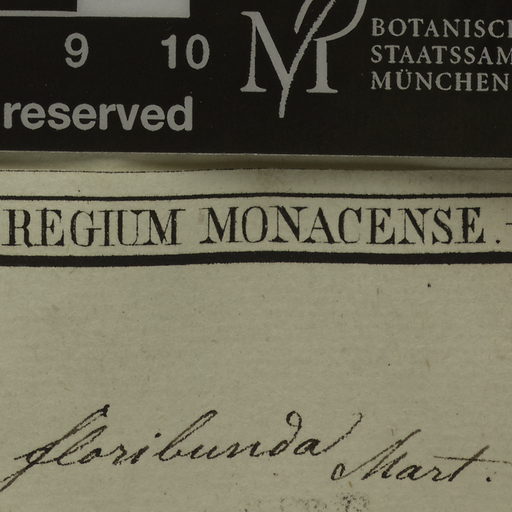 9 10
BOTANISC
STAATSSAM
MÜNCHEN
reserved
REGIUM MONACENSE.
floribunda Mart.